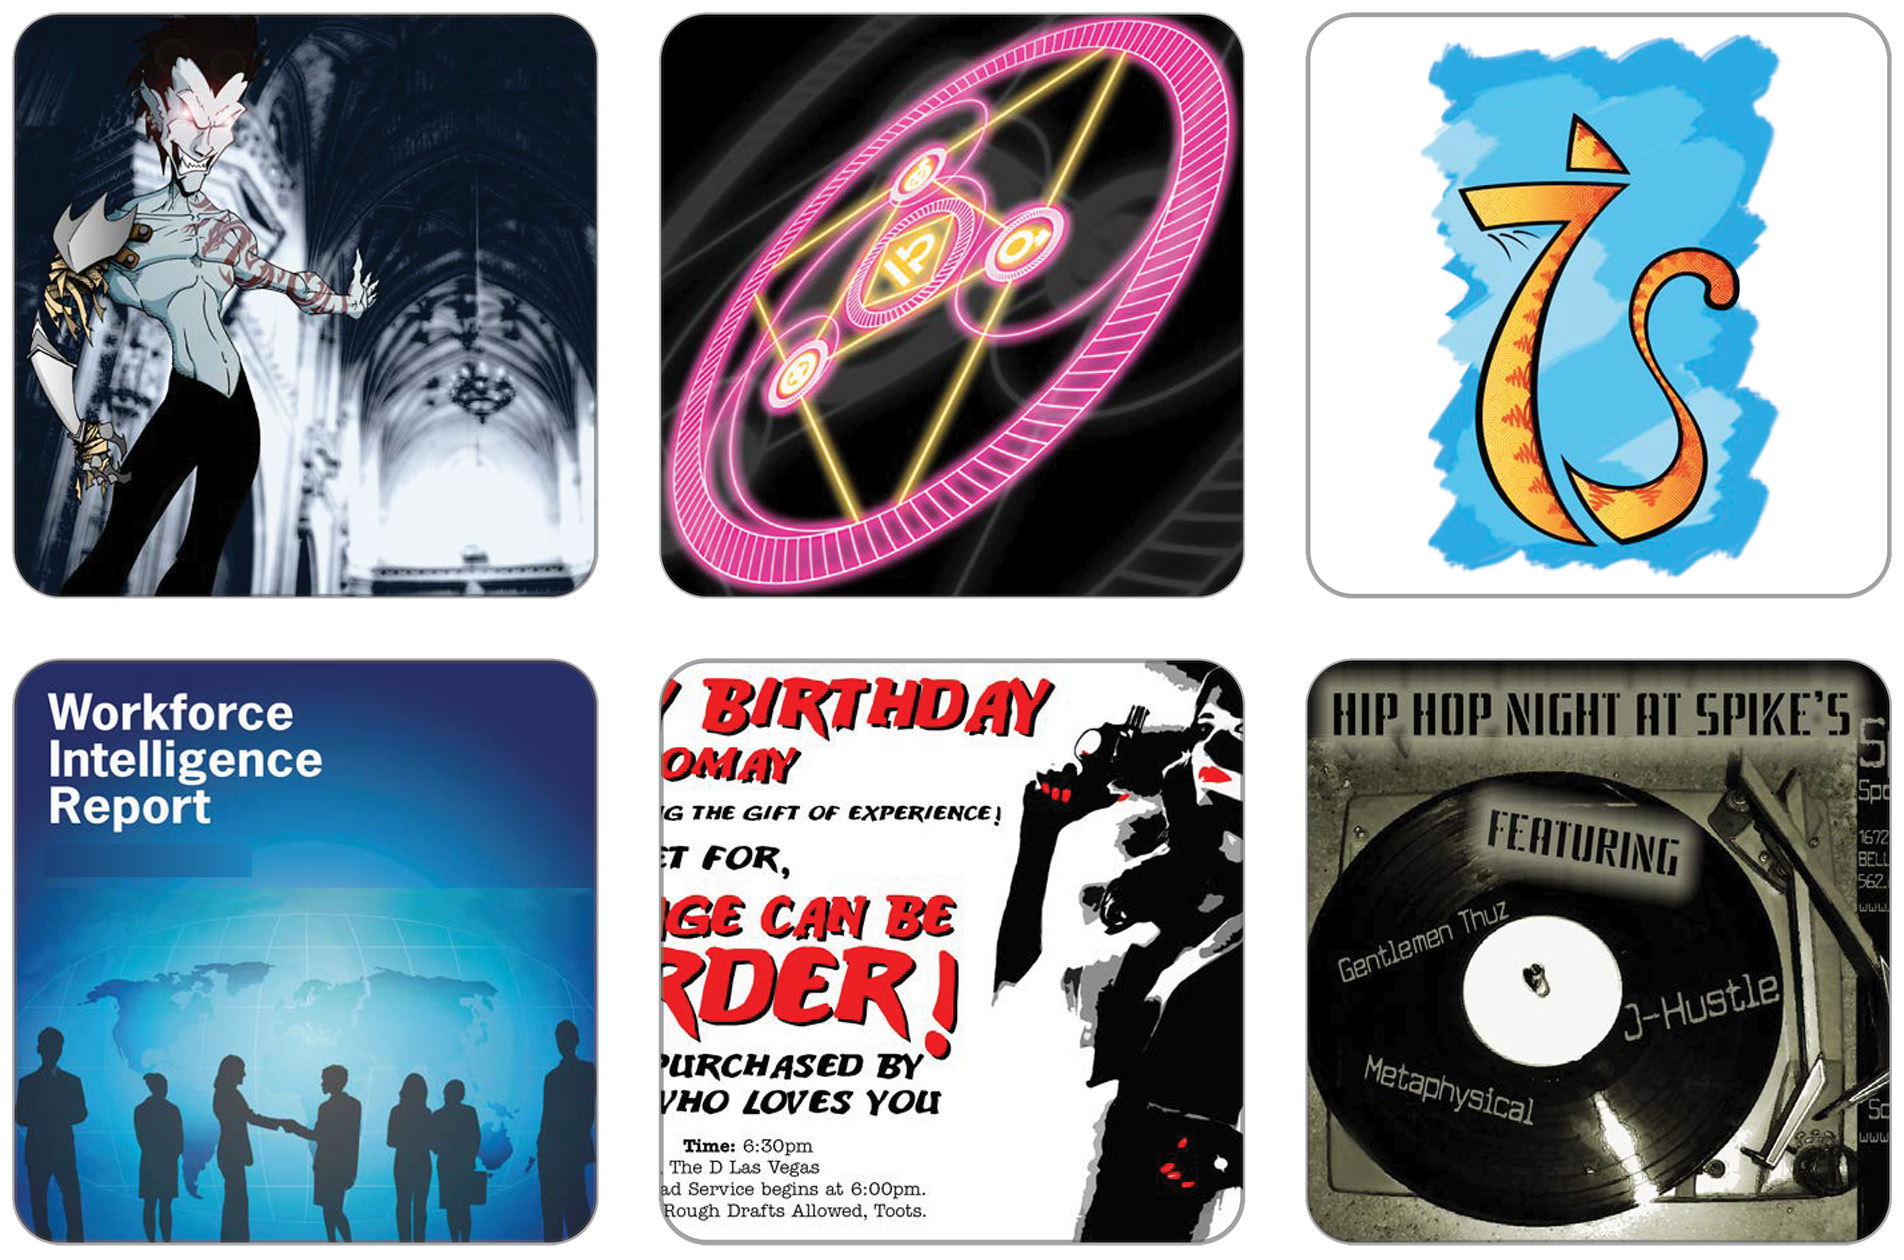 Workforce
Intelligence
Report
Y BIRTHDAY
OMAY
G THE GIFT OF EXPERIENCE!
ET FOR,
GE CAN BE
RDER!
PURCHASED BY
WHO LOVES YOU
Time: 6:30pm
The D Las Vegas
ad Service begins at 6:00pm.
Rough Drafts Allowed, Toots.
HIP HOP NIGHT AT SPIKE'S
FEATURING
Gentlemen Thuz
J-Hustle
Metaphysical
S
Spo
1672
BELL
562.
www.
Sc
www